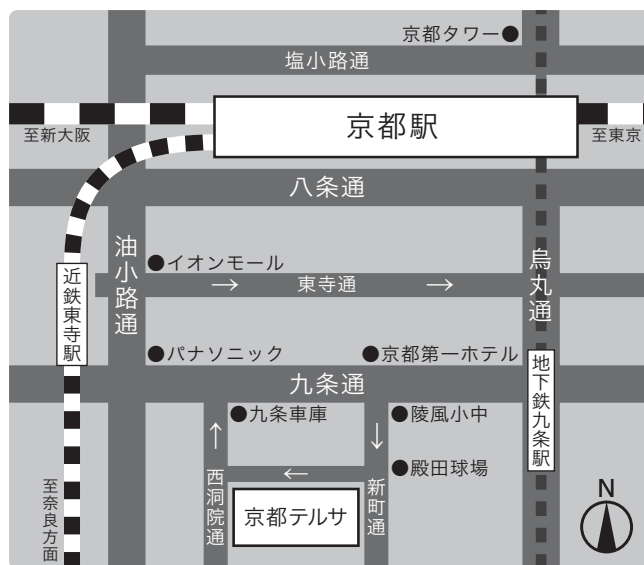 京都タワー●
塩小路通
京都駅
至新大阪
至東京
八条通
油小路通
●イオンモール
→ 東寺通 →
烏丸通
近鉄東寺駅
●パナソニック
●京都第一ホテル
九条通
地下鉄九条駅
●九条車庫
●陵風小中
↑
↓
←
●殿田球場
西洞院通
新町通
京都テルサ
至奈良方面
N